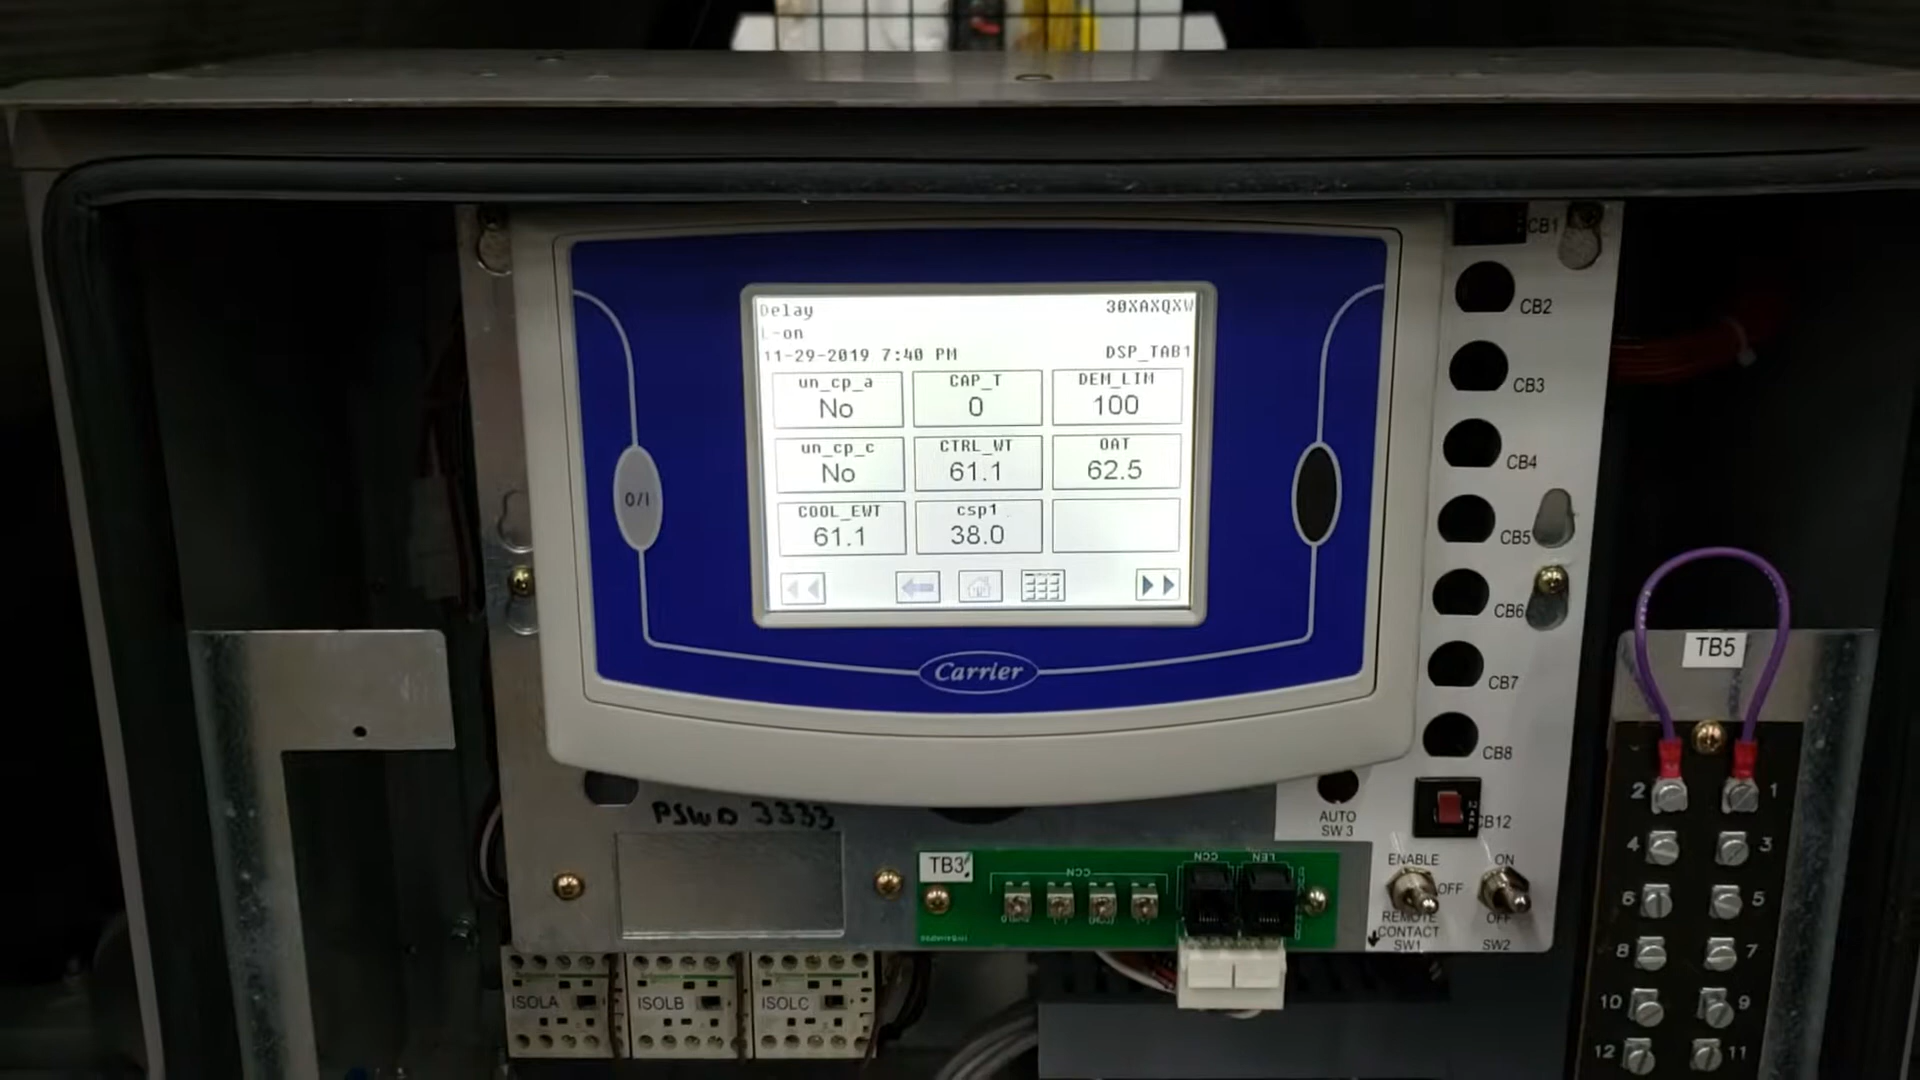 Delay
30XAXQXW
L-on
11-29-2019 7:40 PM
DSP_TAB1
un_cp_a
No
CAP_T
0
DEM_LIM
100
un_cp_c
No
CTRL_WT
61.1
OAT
62.5
COOL_EWT
61.1
csp1
38.0
0/I
Carrier
CB1
CB2
CB3
CB4
CB5
CB6
CB7
CB8
CB12
PSWD 3333
AUTO
SW3
ENABLE
OFF
REMOTE
CONTACT
SW1
ON
OFF
SW2
TB3
CCN
CCN
LEN
TB5
2 1
4 3
6 5
8 7
10 9
12 11
ISOLA
ISOLB
ISOLC